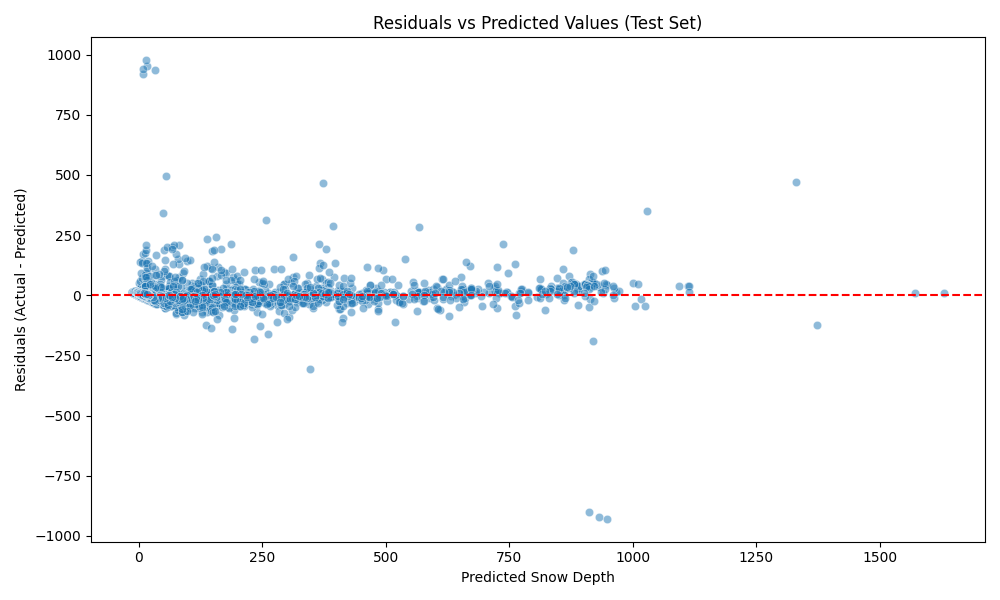 Residuals vs Predicted Values (Test Set)
Residuals (Actual - Predicted)
1000
750
500
250
0
−250
−500
−750
−1000
0 250 500 750 1000 1250 1500
Predicted Snow Depth